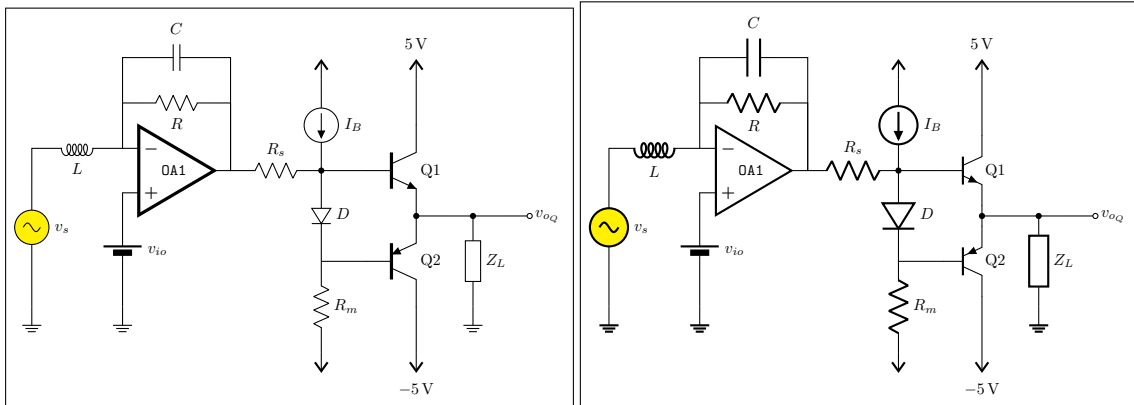 C
5 V
R
I_B
R_s
Q1
L
−
OA1
+
D
v_{o_Q}
v_s
v_{io}
Q2
Z_L
R_m
−5 V
C
5 V
R
I_B
R_s
Q1
L
−
OA1
+
D
v_{o_Q}
v_s
v_{io}
Q2
Z_L
R_m
−5 V